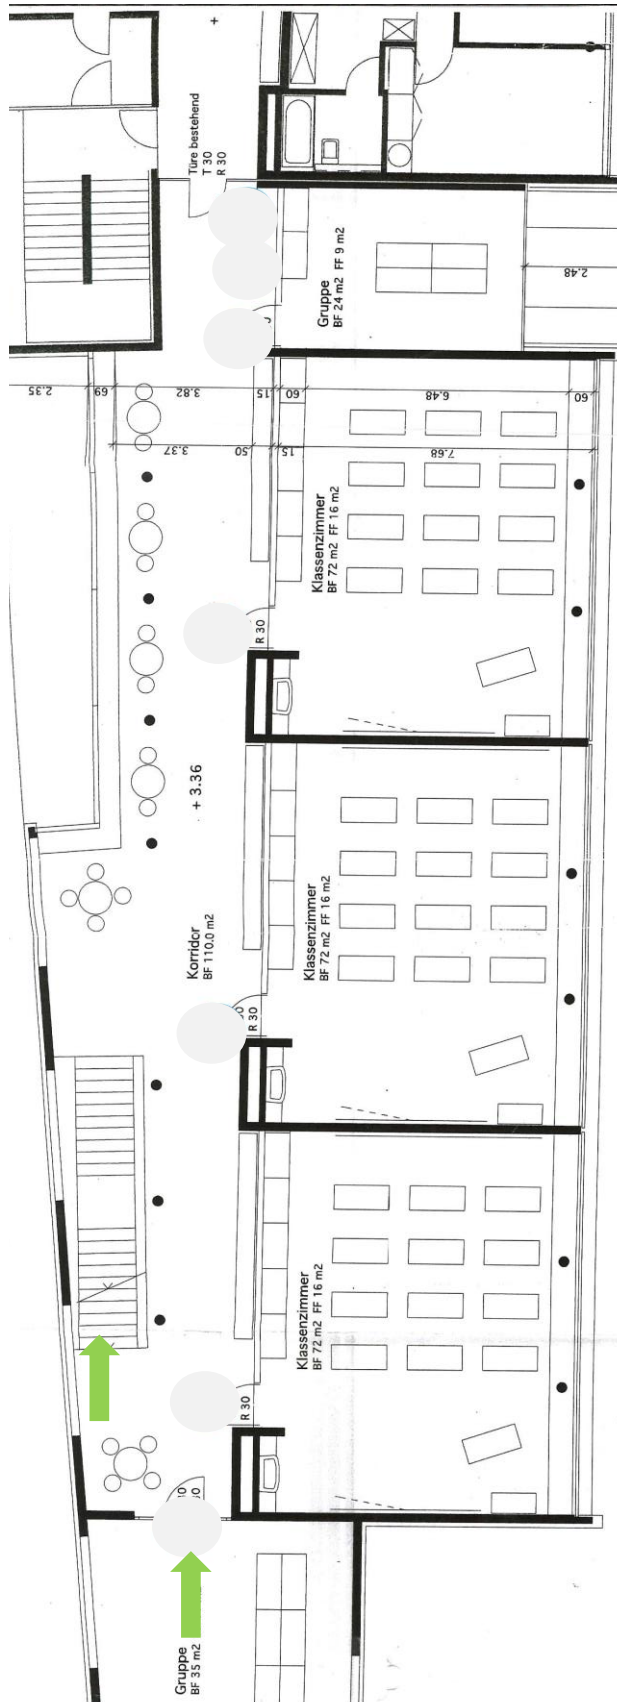 Türe bestehend
T 30
R 30
Gruppe
BF 24 m2 FF 9 m2
2.48
2.35
69
3.82
15
60
6.48
60
3.37
50
15
7.68
Klassenzimmer
BF 72 m2 FF 16 m2
R 30
+ 3.36
Korridor
BF 110.0 m2
Klassenzimmer
BF 72 m2 FF 16 m2
R 30
Klassenzimmer
BF 72 m2 FF 16 m2
R 30
Gruppe
BF 35 m2